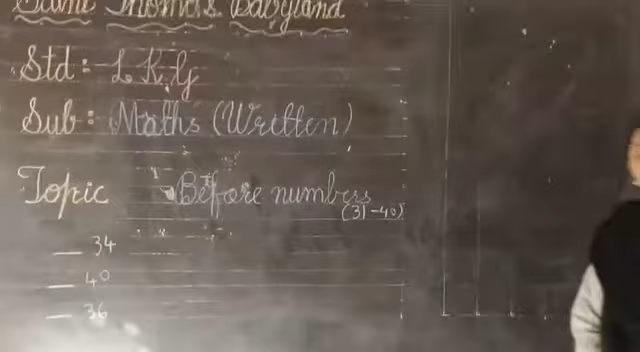 Saint Thomas Babyland
Std : L.K.G
Sub : Maths (Written)
Topic Before numbers
(31-40)
__ 34
__ 40
__ 36